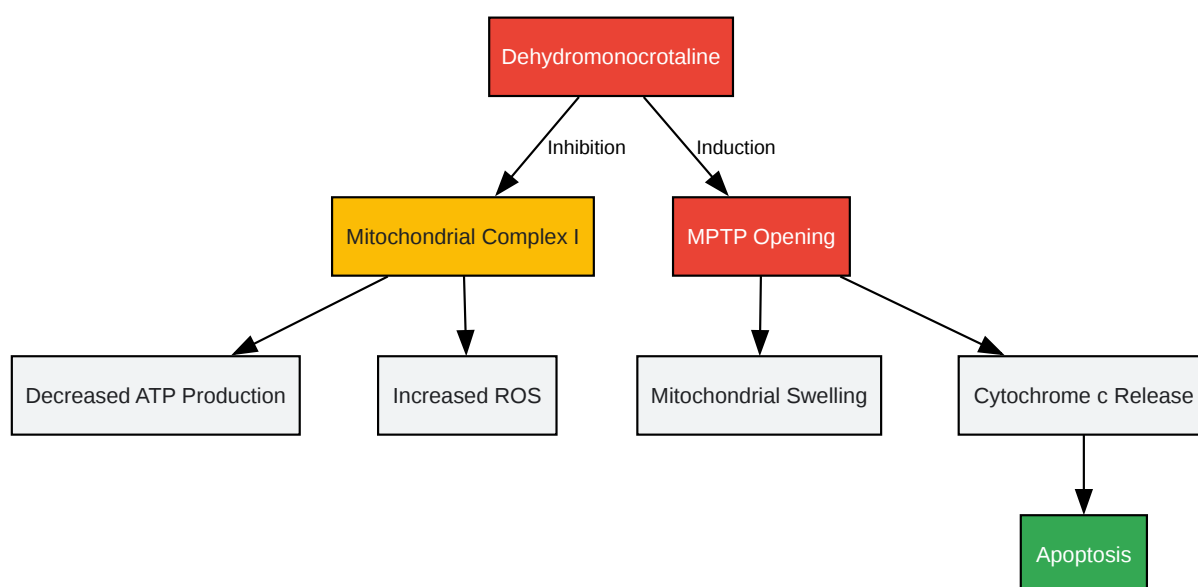 Dehydromonocrotaline
Inhibition
Induction
Mitochondrial Complex I
MPTP Opening
Decreased ATP Production
Increased ROS
Mitochondrial Swelling
Cytochrome c Release
Apoptosis